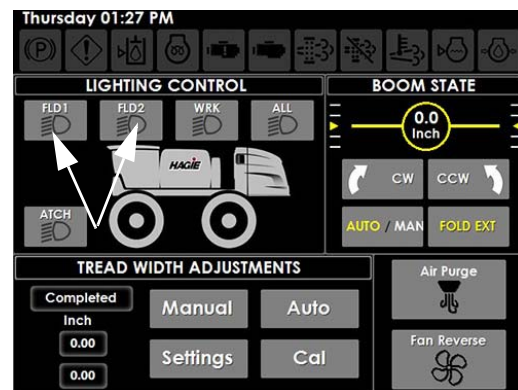 Thursday 01:27 PM
LIGHTING CONTROL
FLD1 FLD2 WRK ALL
HAGIE
ATCH
BOOM STATE
0.0
Inch
CW CCW
AUTO / MAN FOLD EXT
TREAD WIDTH ADJUSTMENTS
Completed
Inch
0.00
0.00
Manual Auto
Settings Cal
Air Purge
Fan Reverse